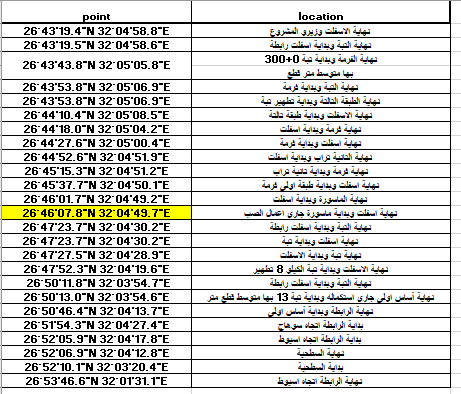 point location
26°43'19.4"N 32°04'58.8"E نهاية الاسفلت وزيرو المشروع
26°43'19.5"N 32°04'58.6"E نهاية التبة وبداية اسفلت رابطة
26°43'43.8"N 32°05'05.8"E نهاية الفرمة وبداية تبة 0+300
بها متوسط متر قطع
26°43'53.8"N 32°05'06.9"E نهاية التبة وبداية فرمة
26°43'53.8"N 32°05'06.9"E نهاية الطبقة الثالثة وبداية تطهير تبة
26°44'10.4"N 32°05'08.5"E نهاية الاسفلت وبداية طبقة ثالثة
26°44'18.0"N 32°05'04.2"E نهاية فرمة وبداية اسفلت
26°44'27.6"N 32°05'00.4"E نهاية اسفلت وبداية فرمة
26°44'52.6"N 32°04'51.9"E نهاية الثانية تراب وبداية اسفلت
26°45'15.3"N 32°04'51.2"E نهاية فرمة وبداية ثانية تراب
26°45'37.7"N 32°04'50.1"E نهاية اسفلت وبداية طبقة اولي فرمة
26°46'01.7"N 32°04'49.2"E نهاية الماسورة وبداية اسفلت
26°46'07.8"N 32°04'49.7"E نهاية اسفلت وبداية ماسورة جاري اعمال الصب
26°47'23.7"N 32°04'30.2"E نهاية التبة وبداية اسفلت رابطة
26°47'23.7"N 32°04'30.2"E نهاية اسفلت وبداية تبة
26°47'27.5"N 32°04'28.9"E نهاية تبة وبداية الاسفلت
26°47'52.3"N 32°04'19.6"E نهاية الاسفلت وبداية تبة الكيلو 8 تطهير
26°50'11.8"N 32°03'54.7"E نهاية التبة وبداية اسفلت رابطة
26°50'13.0"N 32°03'54.6"E نهاية أساس اولي جاري استكماله وبداية تبة 13 بها متوسط قطع متر
26°50'46.4"N 32°04'13.7"E نهاية الرابطة وبداية أساس اولي
26°51'54.3"N 32°04'27.4"E بداية الرابطة اتجاه سوهاج
26°52'05.9"N 32°04'17.8"E بداية الرابطة اتجاه اسيوط
26°52'06.9"N 32°04'12.8"E نهاية السطحية
26°52'10.1"N 32°03'20.4"E بداية السطحية
26°53'46.6"N 32°01'31.1"E نهاية الرابطة اتجاه اسيوط